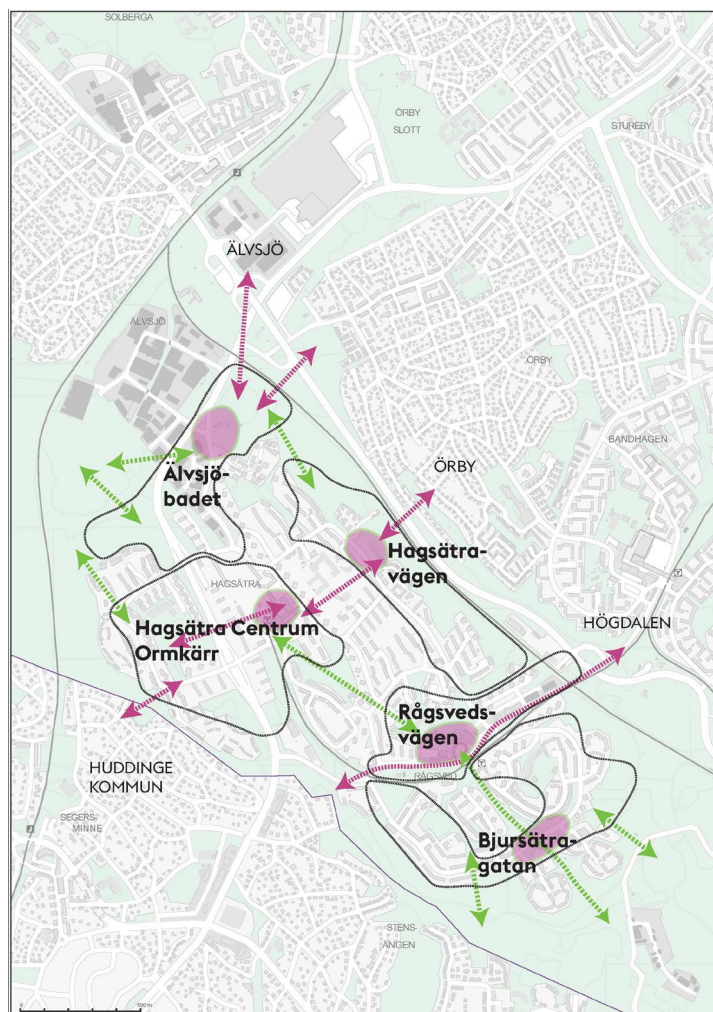 SOLBERGA
ÖRBY
SLOTT
STUREBY
ÄLVSJÖ
ÄLVSJÖ
ÖRBY
BANDHAGEN
ÖRBY
Älvsjö-
badet
Hagsätra-
vägen
HAGSÄTRA
Hagsätra Centrum
Ormkärr
HÖGDALEN
Rågsveds-
vägen
RÅGSVED
HUDDINGE
KOMMUN
SEGERS-
MINNE
Bjursätra-
gatan
STENS-
ÄNGEN